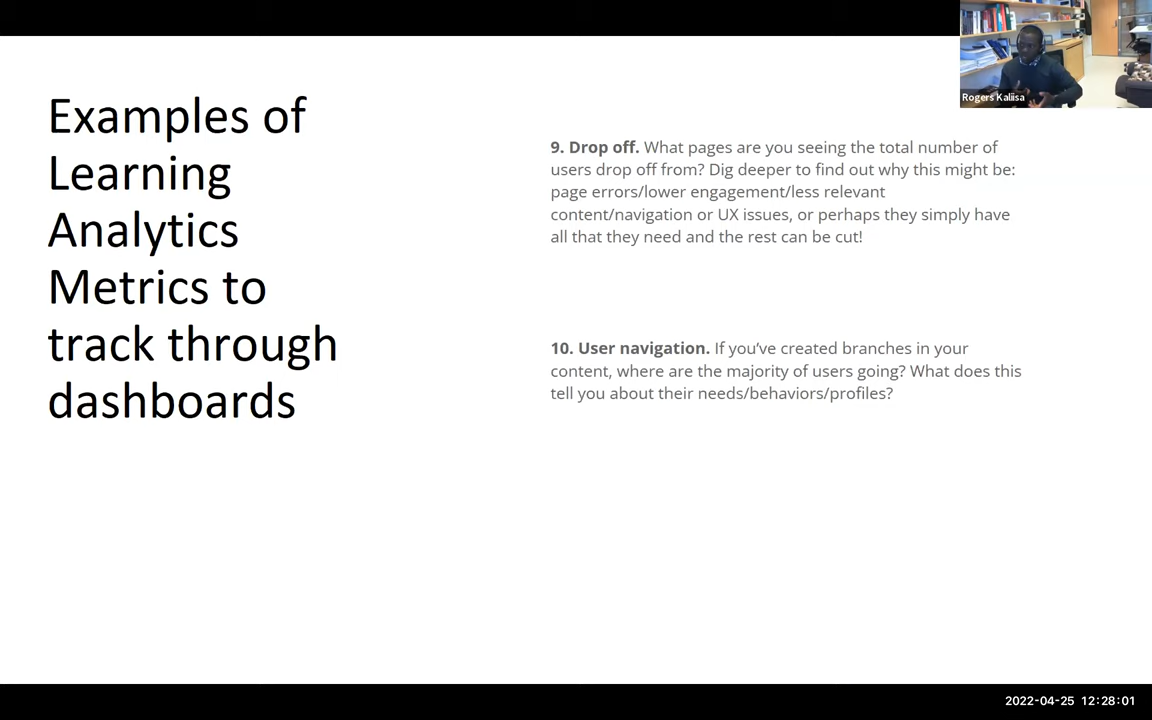 Examples of
Learning
Analytics
Metrics to
track through
dashboards
9. Drop off. What pages are you seeing the total number of
users drop off from? Dig deeper to find out why this might be:
page errors/lower engagement/less relevant
content/navigation or UX issues, or perhaps they simply have
all that they need and the rest can be cut!
10. User navigation. If you’ve created branches in your
content, where are the majority of users going? What does this
tell you about their needs/behaviors/profiles?
Rogers Kaliisa
2022-04-25 12:28:01